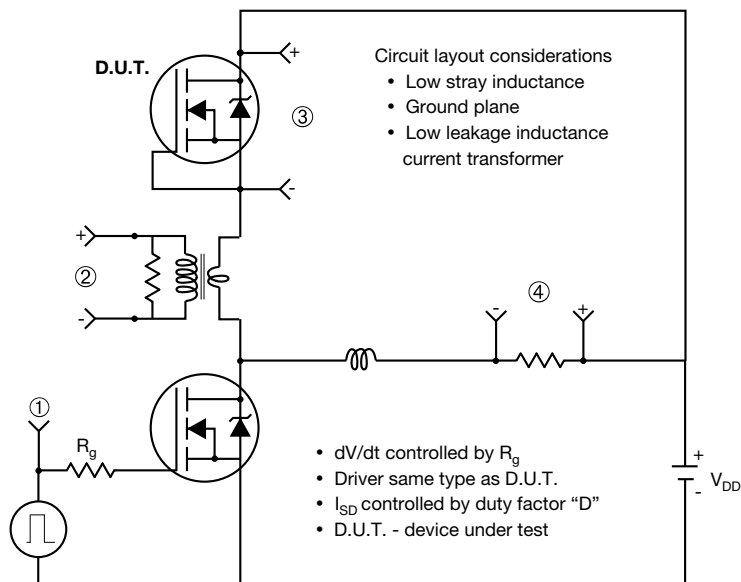 D.U.T.
+
③
-
Circuit layout considerations
• Low stray inductance
• Ground plane
• Low leakage inductance
current transformer
+
②
-
④
-
+
①
R_g
• dV/dt controlled by R_g
• Driver same type as D.U.T.
• I_SD controlled by duty factor “D”
• D.U.T. - device under test
+
-
V_DD